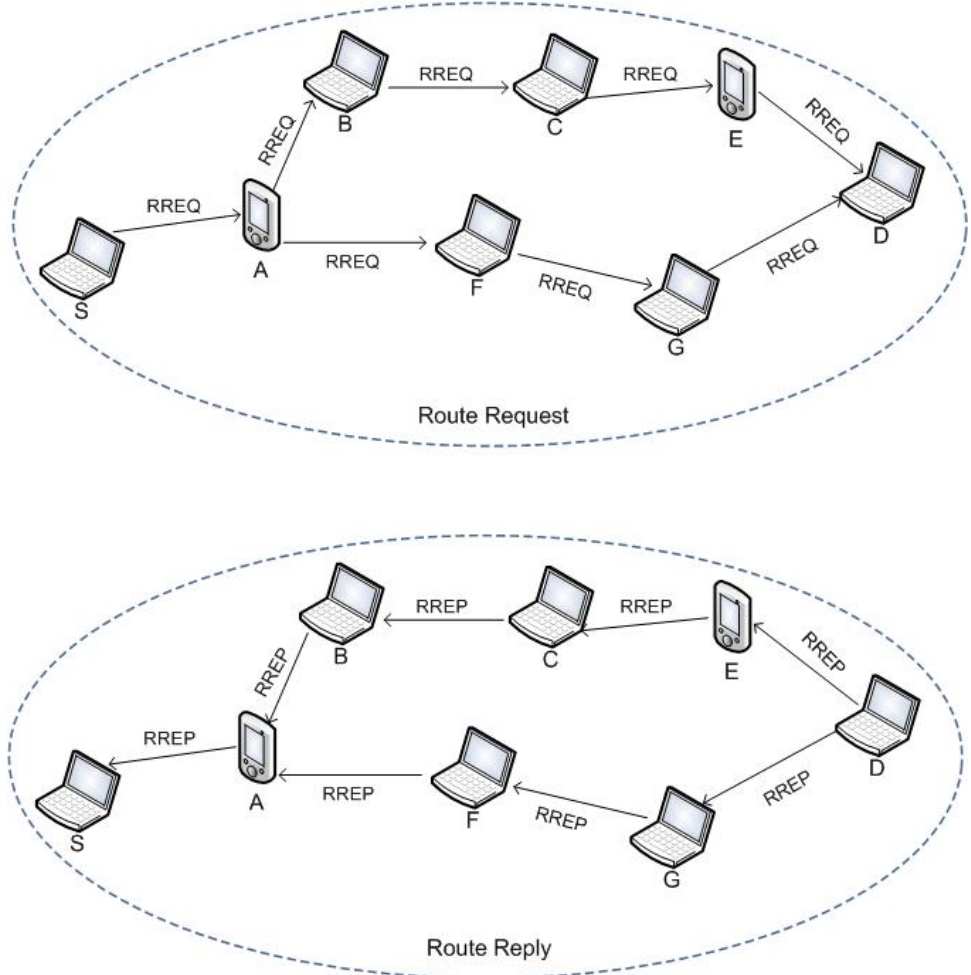 B
RREQ
C
RREQ
E
RREQ
RREQ
D
RREQ
A
S
RREQ
F
RREQ
G
RREQ
Route Request
B
RREP
C
RREP
E
RREP
RREP
D
RREP
A
S
RREP
F
RREP
G
RREP
Route Reply